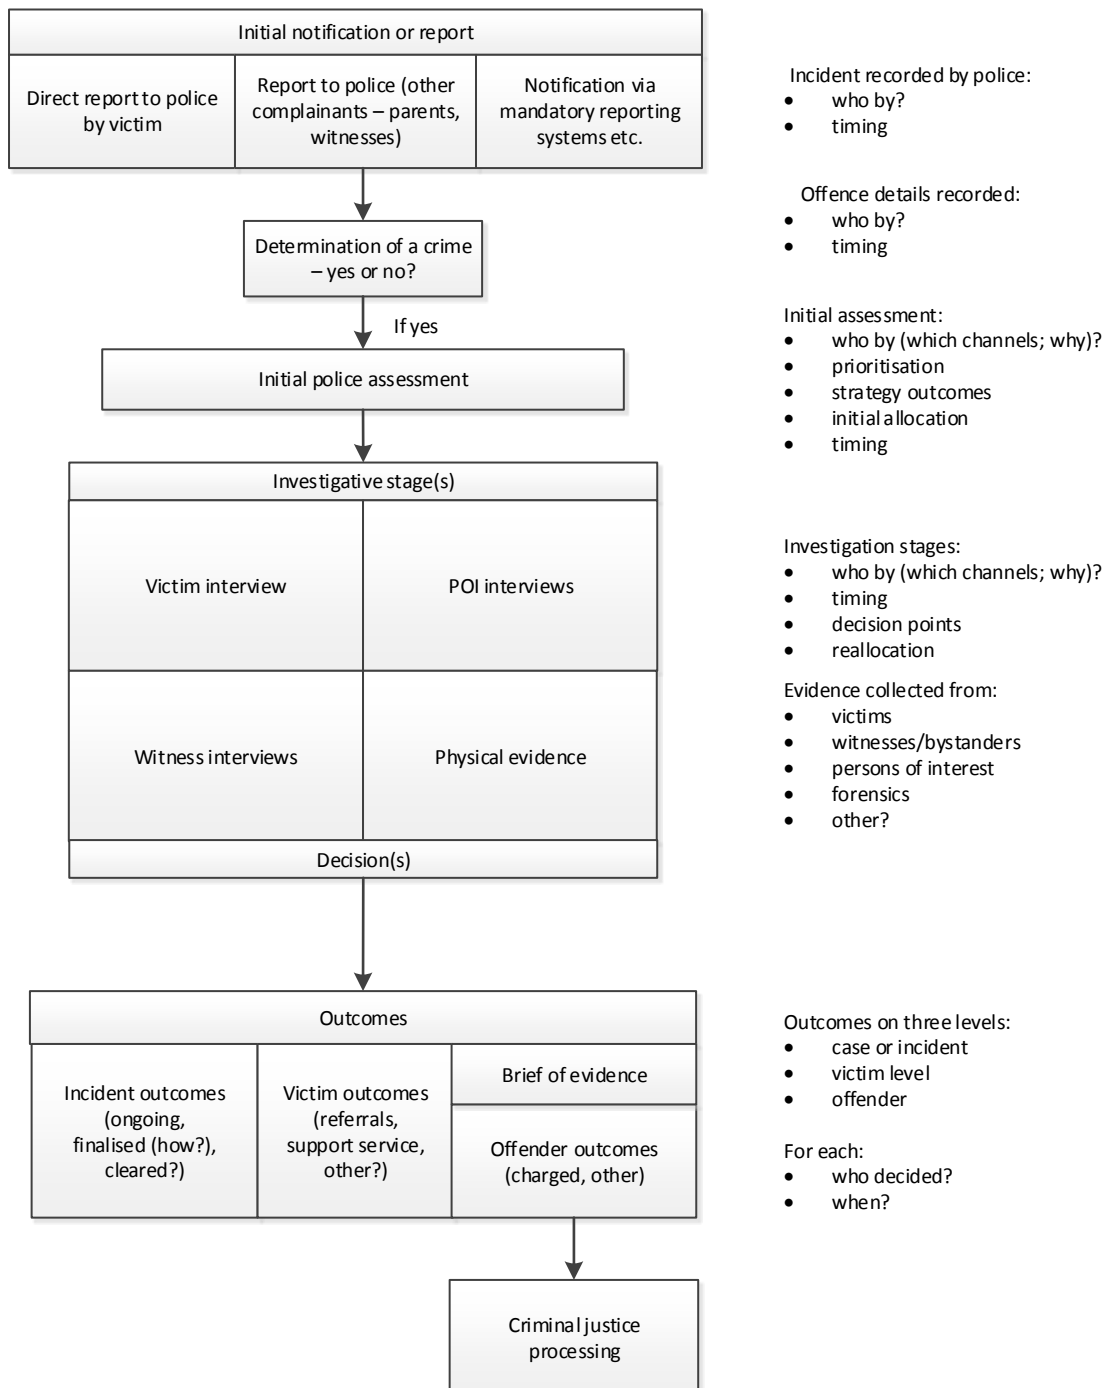 Initial notification or report
Direct report to police
by victim
Report to police (other
complainants – parents,
witnesses)
Notification via
mandatory reporting
systems etc.
Incident recorded by police:
• who by?
• timing
Offence details recorded:
• who by?
• timing
Determination of a crime
– yes or no?
If yes
Initial police assessment
Initial assessment:
• who by (which channels; why)?
• prioritisation
• strategy outcomes
• initial allocation
• timing
Investigative stage(s)
Victim interview
POI interviews
Witness interviews
Physical evidence
Decision(s)
Investigation stages:
• who by (which channels; why)?
• timing
• decision points
• reallocation
Evidence collected from:
• victims
• witnesses/bystanders
• persons of interest
• forensics
• other?
Outcomes
Incident outcomes
(ongoing,
finalised (how?),
cleared?)
Victim outcomes
(referrals,
support service,
other?)
Brief of evidence
Offender outcomes
(charged, other)
Outcomes on three levels:
• case or incident
• victim level
• offender
For each:
• who decided?
• when?
Criminal justice
processing